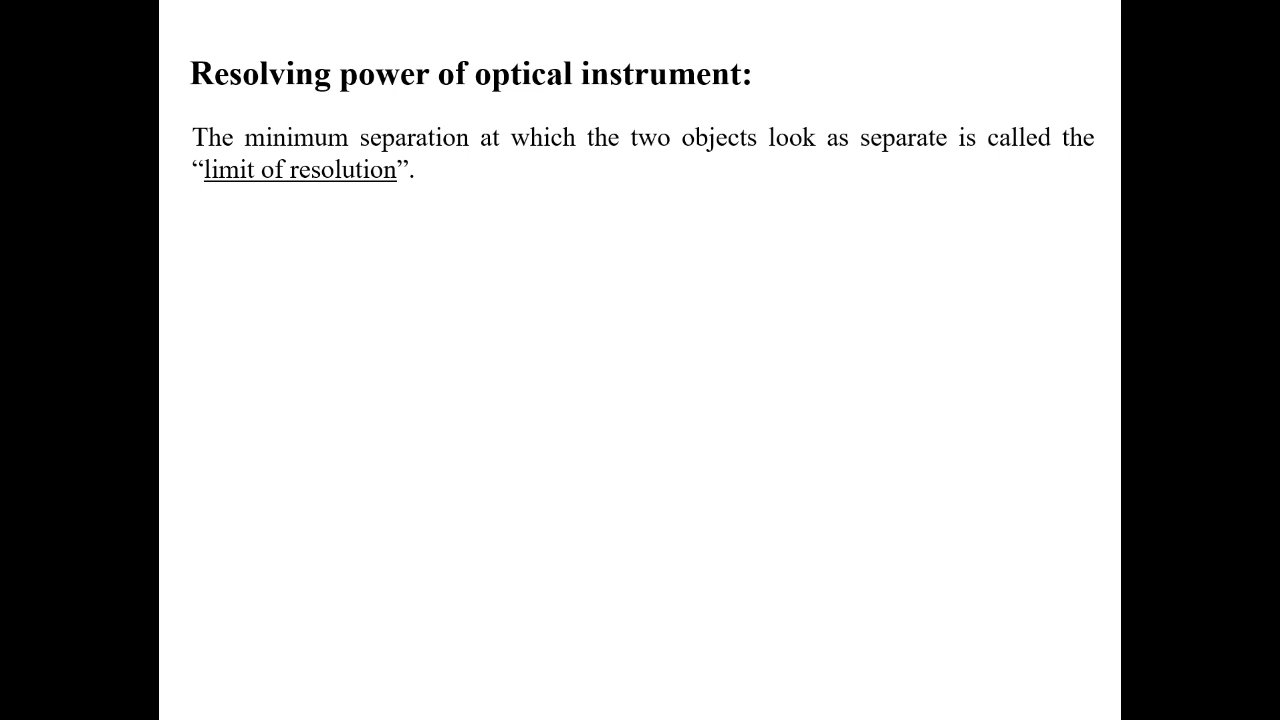 Resolving power of optical instrument:
The minimum separation at which the two objects look as separate is called the
“limit of resolution”.